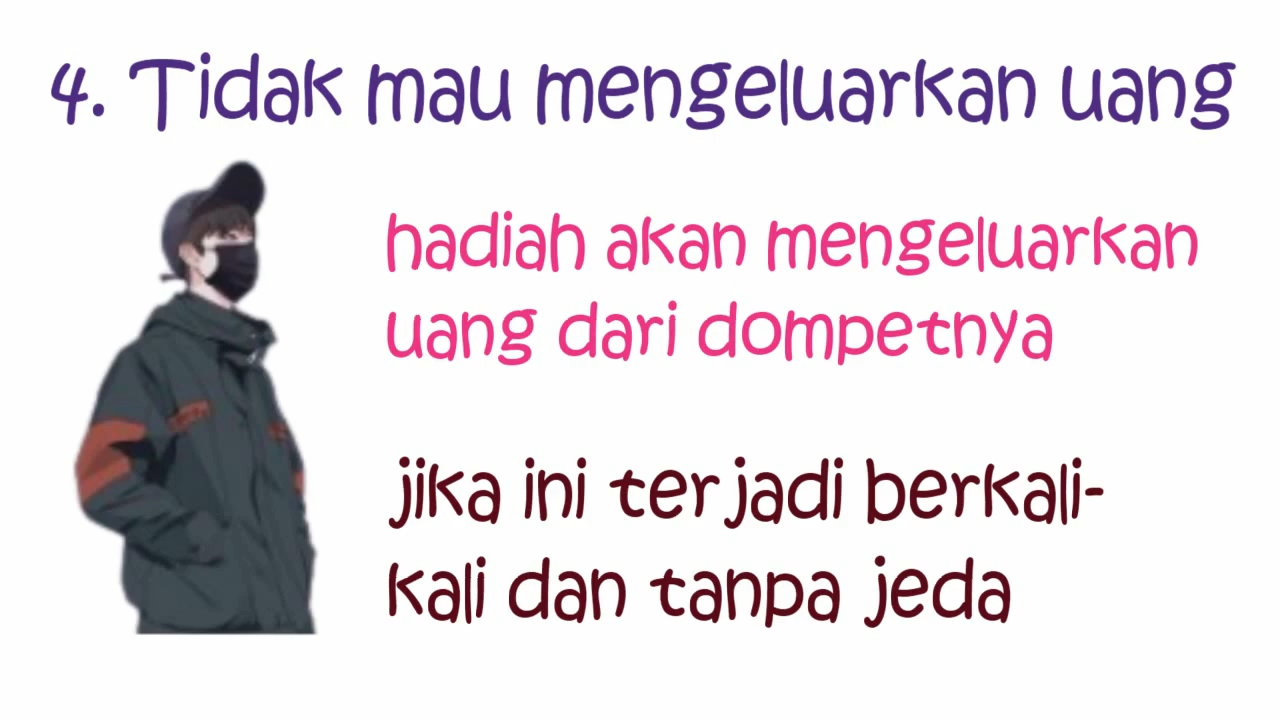 4. Tidak mau mengeluarkan uang
hadiah akan mengeluarkan
uang dari dompetnya
jika ini terjadi berkali-
kali dan tanpa jeda